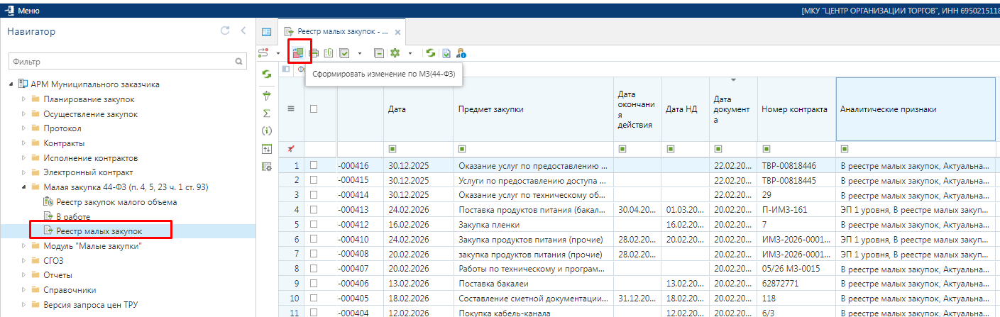 Меню
[МКУ "ЦЕНТР ОРГАНИЗАЦИИ ТОРГОВ", ИНН 6950215118
Навигатор
Реестр малых закупок - ...
Фильтр
Сформировать изменение по МЗ(44-ФЗ)
АРМ Муниципального заказчика
Планирование закупок
Осуществление закупок
Протокол
Контракты
Исполнение контрактов
Электронный контракт
Малая закупка 44-ФЗ (п. 4, 5, 23 ч. 1 ст. 93)
Реестр закупок малого объема
В работе
Реестр малых закупок
Модуль "Малые закупки"
СГОЗ
Отчеты
Справочники
Версия запроса цен ТРУ
Дата Предмет закупки Дата окончания действия Дата НД Дата документа Номер контракта Аналитические признаки
1 -000416 30.12.2025 Оказание услуг по предоставлению ... 22.02.20... ТВР-00818446 В реестре малых закупок, Актуальна...
2 -000415 30.12.2025 Услуги по предоставлению доступа ... 22.02.20... ТВР-00818445 В реестре малых закупок, Актуальна...
3 -000414 30.12.2025 Оказание услуг по техническому об... 22.02.20... 29 В реестре малых закупок, Актуальна...
4 -000413 24.02.2026 Поставка продуктов питания (бакал... 30.04.20... 01.03.20... 20.02.20... П-ИМЗ-161 ЭП 1 уровня, В реестре малых закуп...
5 -000412 16.02.2026 Закупка пленки 16.02.20... 20.02.20... 7 В реестре малых закупок, Актуальна...
6 -000410 24.02.2026 Закупка продуктов питания (прочие) 28.02.20... 20.02.20... 20.02.20... ИМЗ-2026-0001... ЭП 1 уровня, В реестре малых закуп...
7 -000408 20.02.2026 закупка продуктов питания (прочие) 28.02.20... 20.02.20... ИМЗ-2026-0001... ЭП 1 уровня, В реестре малых закуп...
8 -000407 20.02.2026 Работы по техническому и програм... 20.02.20... 05/26 МЗ-0015 В реестре малых закупок, Актуальна...
9 -000406 13.02.2026 Поставка бакалеи 13.02.20... 20.02.20... 62872771 В реестре малых закупок, Актуальна...
10 -000405 18.02.2026 Составление сметной документации... 31.12.20... 18.02.20... 20.02.20... 118 В реестре малых закупок, Актуальна...
11 -000404 12.02.2026 Покупка кабель-канала 12.02.20... 20.02.20... 6/3 В реестре малых закупок, Актуальна...